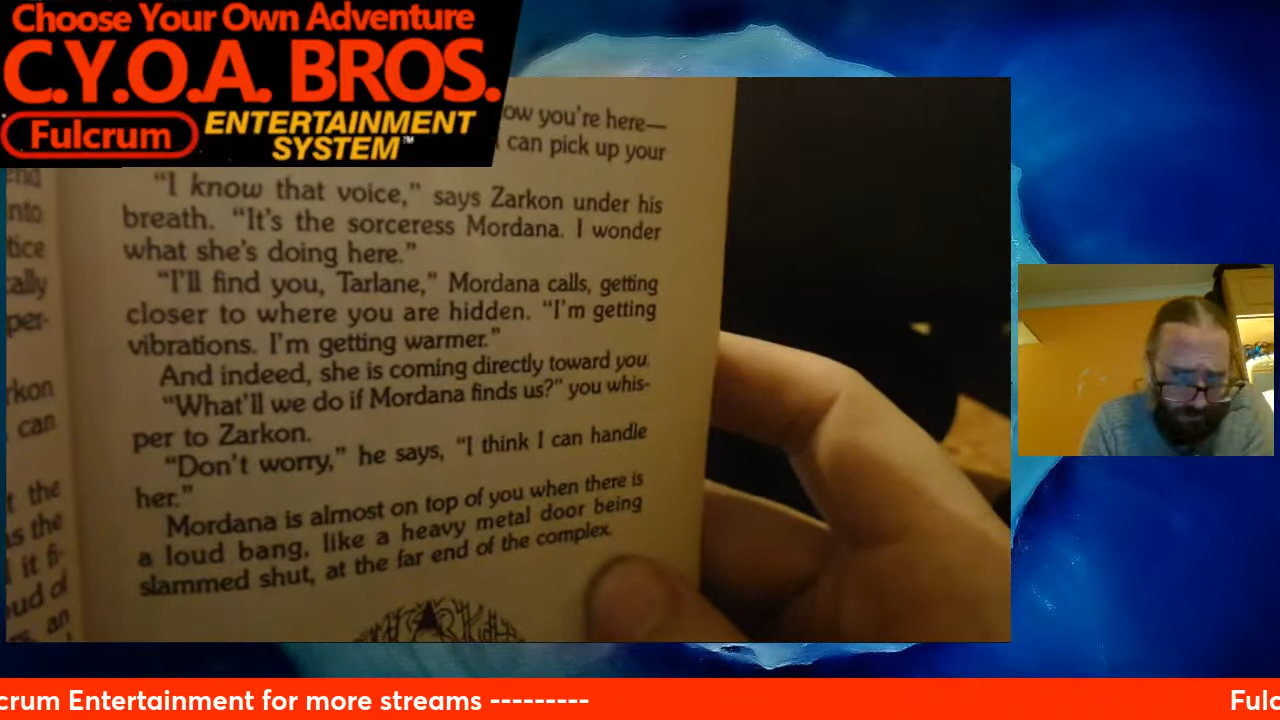 Choose Your Own Adventure
C.Y.O.A. BROS.
Fulcrum
ENTERTAINMENT
SYSTEM™
you're here—
can pick up your
"I know that voice," says Zarkon under his
breath. "It's the sorceress Mordana. I wonder
what she's doing here."
"I'll find you, Tarlane," Mordana calls, getting
closer to where you are hidden. "I'm getting
vibrations. I'm getting warmer."
And indeed, she is coming directly toward you.
"What'll we do if Mordana finds us?" you whis-
per to Zarkon.
"Don't worry," he says, "I think I can handle
her."
Mordana is almost on top of you when there is
a loud bang, like a heavy metal door being
slammed shut, at the far end of the complex.
can
the
the
an
Entertainment for more streams ---------